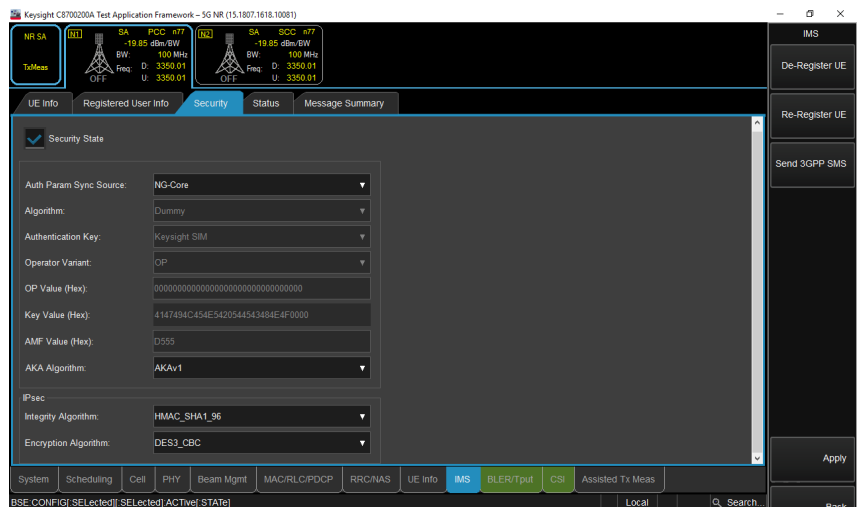 Keysight C8700200A Test Application Framework – 5G NR (15.1807.1618.10081)
NR SA
TxMeas
N1 SA PCC n77
-19.85 dBm/BW
BW: 100 MHz
Freq: D: 3350.01
U: 3350.01
OFF
N2 SA SCC n77
-19.85 dBm/BW
BW: 100 MHz
Freq: D: 3350.01
U: 3350.01
OFF
UE Info Registered User Info Security Status Message Summary
Security State
Auth Param Sync Source: NG-Core
Algorithm: Dummy
Authentication Key: Keysight SIM
Operator Variant: OP
OP Value (Hex): 00000000000000000000000000000000
Key Value (Hex): 4147494C454E5420544543484E4F0000
AMF Value (Hex): D555
AKA Algorithm: AKAv1
IPsec
Integrity Algorithm: HMAC_SHA1_96
Encryption Algorithm: DES3_CBC
IMS
De-Register UE
Re-Register UE
Send 3GPP SMS
Apply
Back
System Scheduling Cell PHY Beam Mgmt MAC/RLC/PDCP RRC/NAS UE Info IMS BLER/Tput CSI Assisted Tx Meas
BSE:CONFIG[:SELected][:SELected]:ACTive[:STATe] Local Search...